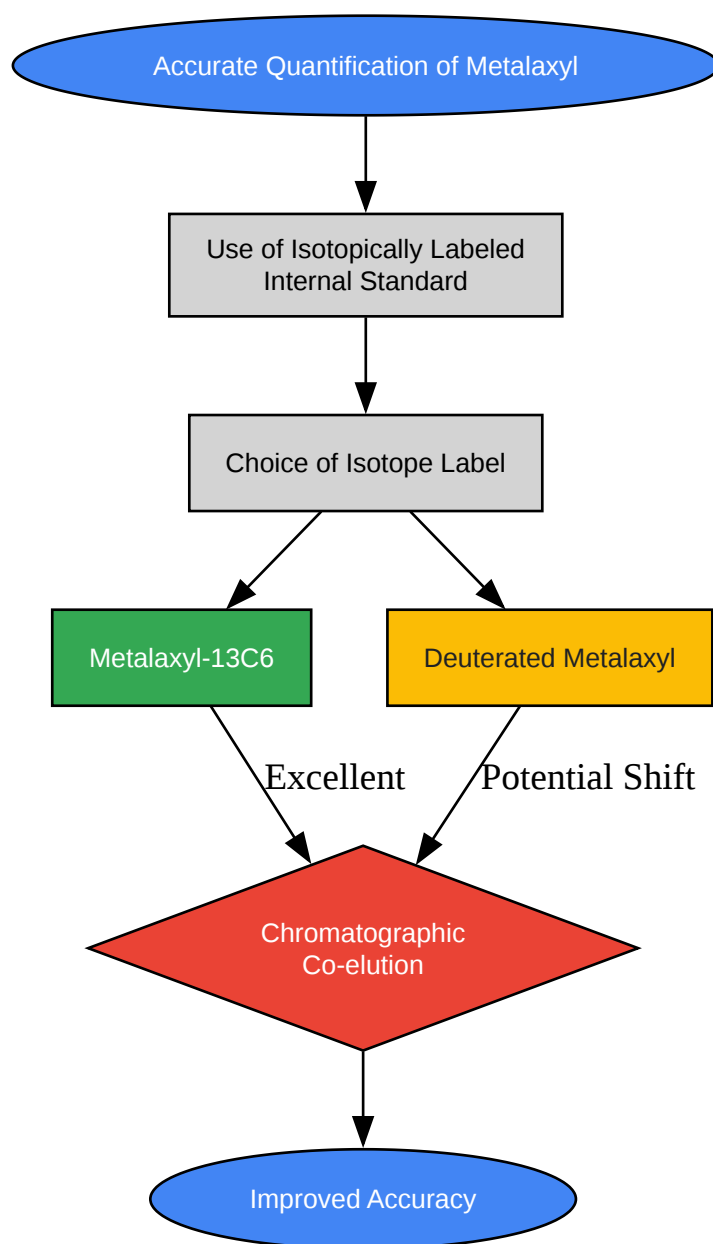 Accurate Quantification of Metalaxyl
Use of Isotopically Labeled
Internal Standard
Choice of Isotope Label
Metalaxyl-13C6
Deuterated Metalaxyl
Excellent
Potential Shift
Chromatographic
Co-elution
Improved Accuracy